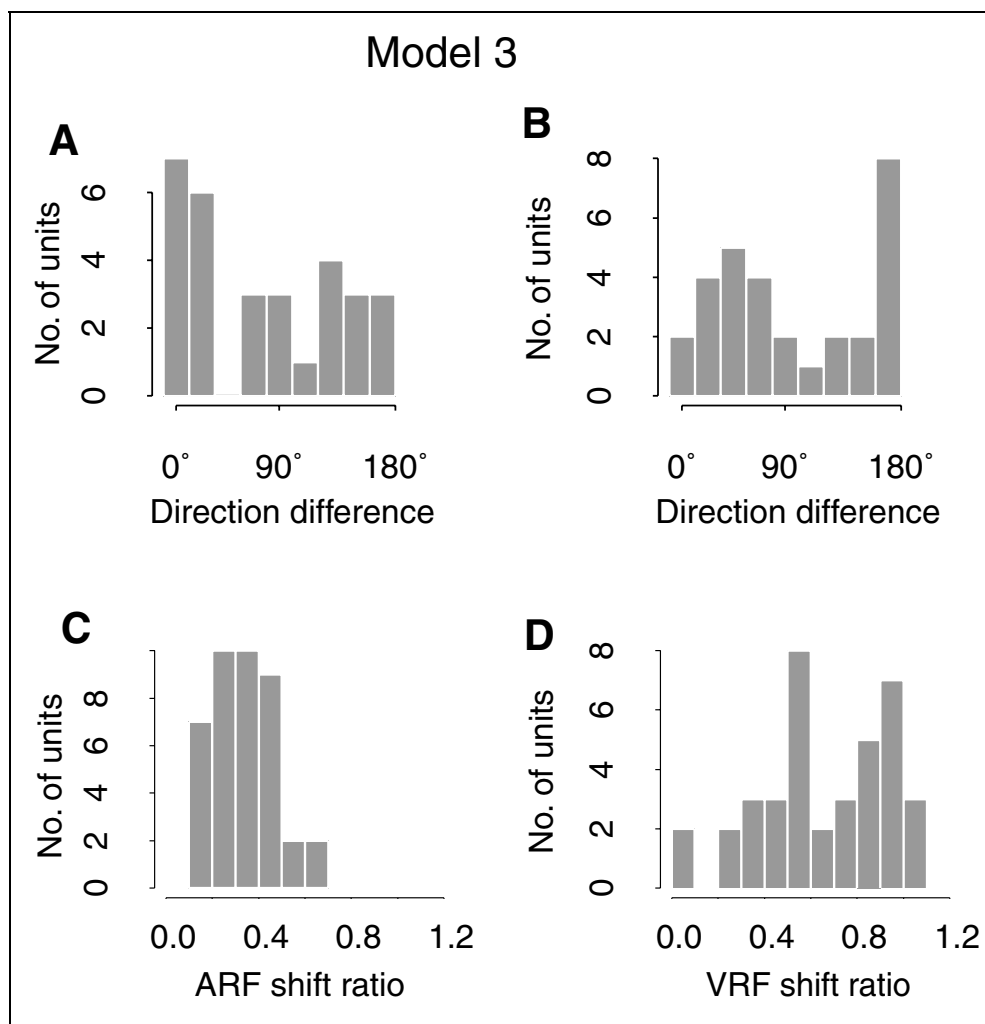 Model 3
A
No. of units
0 2 4 6
0° 90° 180°
Direction difference
B
No. of units
0 2 4 6 8
0° 90° 180°
Direction difference
C
No. of units
0 2 4 6 8
0.0 0.4 0.8 1.2
ARF shift ratio
D
No. of units
0 2 4 6 8
0.0 0.4 0.8 1.2
VRF shift ratio